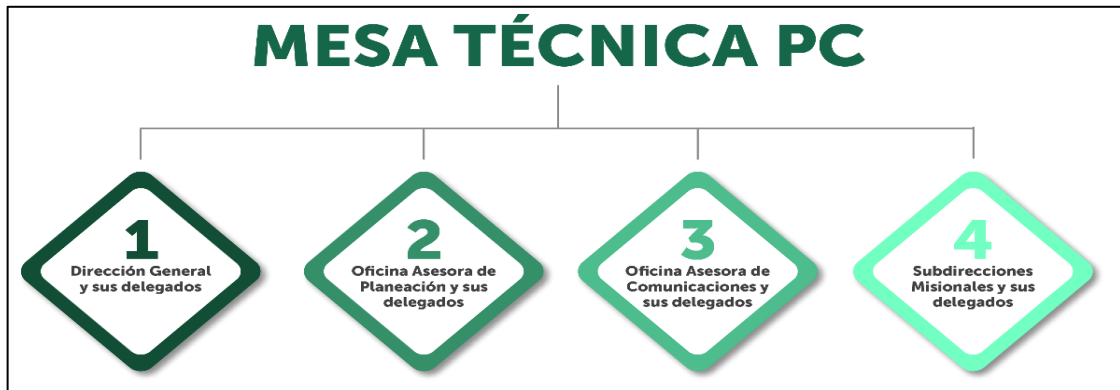 MESA TÉCNICA PC
1
Dirección General
y sus delegados
2
Oficina Asesora de
Planeación y sus
delegados
3
Oficina Asesora de
Comunicaciones y
sus delegados
4
Subdirecciones
Misionales y sus
delegados